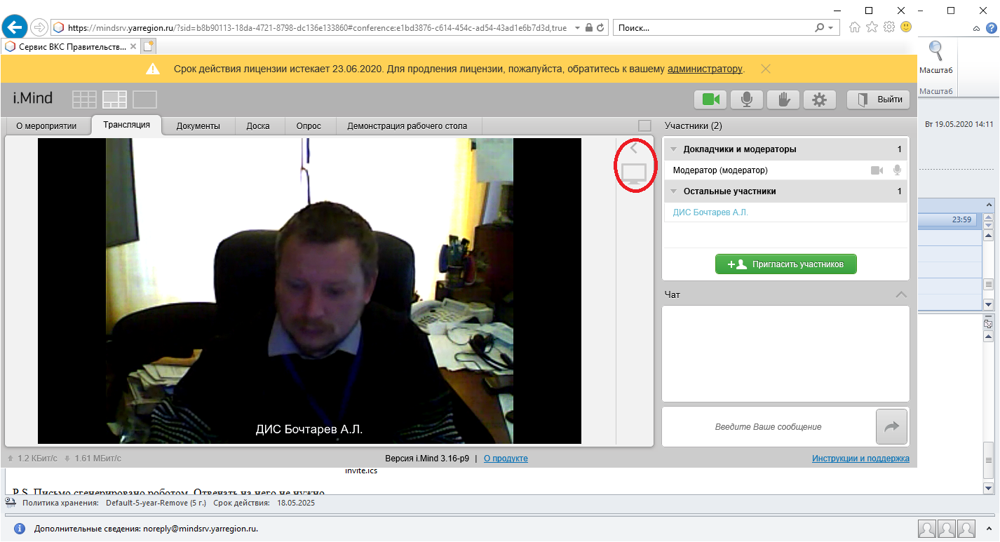 https://mindsrv.yarregion.ru/?sid=b8b90113-18da-4721-8798-dc136e133860#conference:e1bd3876-c614-454c-ad54-43ad1e6b7d3d,true
Поиск...
Сервис ВКС Правительств...
Масштаб
Масштаб
Срок действия лицензии истекает 23.06.2020. Для продления лицензии, пожалуйста, обратитесь к вашему администратору.
i.Mind
Выйти
О мероприятии
Трансляция
Документы
Доска
Опрос
Демонстрация рабочего стола
Участники (2)
Вт 19.05.2020 14:11
Докладчики и модераторы 1
Модератор (модератор)
Остальные участники 1
ДИС Бочтарев А.Л.
23:59
Пригласить участников
Чат
ДИС Бочтарев А.Л.
Введите Ваше сообщение
1.2 КБит/с 1.61 МБит/с
Версия i.Mind 3.16-p9 | О продукте
Инструкции и поддержка
invite.ics
P.S. Письмо сгенерировано роботом. Отвечать на него не нужно
Политика хранения: Default-5-year-Remove (5 г.) Срок действия: 18.05.2025
Дополнительные сведения: noreply@mindsrv.yarregion.ru.